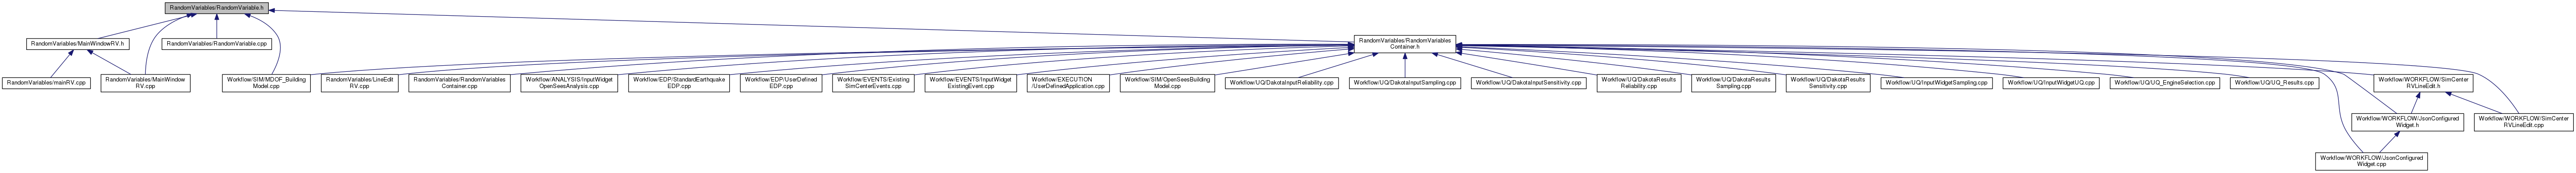 RandomVariables/RandomVariable.h
RandomVariables/MainWindowRV.h
RandomVariables/RandomVariable.cpp
RandomVariables/RandomVariables
Container.h
RandomVariables/mainRV.cpp
RandomVariables/MainWindow
RV.cpp
Workflow/SIM/MDOF_Building
Model.cpp
RandomVariables/LineEdit
RV.cpp
RandomVariables/RandomVariables
Container.cpp
Workflow/ANALYSIS/InputWidget
OpenSeesAnalysis.cpp
Workflow/EDP/StandardEarthquake
EDP.cpp
Workflow/EDP/UserDefined
EDP.cpp
Workflow/EVENTS/Existing
SimCenterEvents.cpp
Workflow/EVENTS/InputWidget
ExistingEvent.cpp
Workflow/EXECUTION
/UserDefinedApplication.cpp
Workflow/SIM/OpenSeesBuilding
Model.cpp
Workflow/UQ/DakotaInputReliability.cpp
Workflow/UQ/DakotaInputSampling.cpp
Workflow/UQ/DakotaInputSensitivity.cpp
Workflow/UQ/DakotaResults
Reliability.cpp
Workflow/UQ/DakotaResults
Sampling.cpp
Workflow/UQ/DakotaResults
Sensitivity.cpp
Workflow/UQ/InputWidgetSampling.cpp
Workflow/UQ/InputWidgetUQ.cpp
Workflow/UQ/UQ_EngineSelection.cpp
Workflow/UQ/UQ_Results.cpp
Workflow/WORKFLOW/SimCenter
RVLineEdit.h
Workflow/WORKFLOW/JsonConfigured
Widget.h
Workflow/WORKFLOW/SimCenter
RVLineEdit.cpp
Workflow/WORKFLOW/JsonConfigured
Widget.cpp